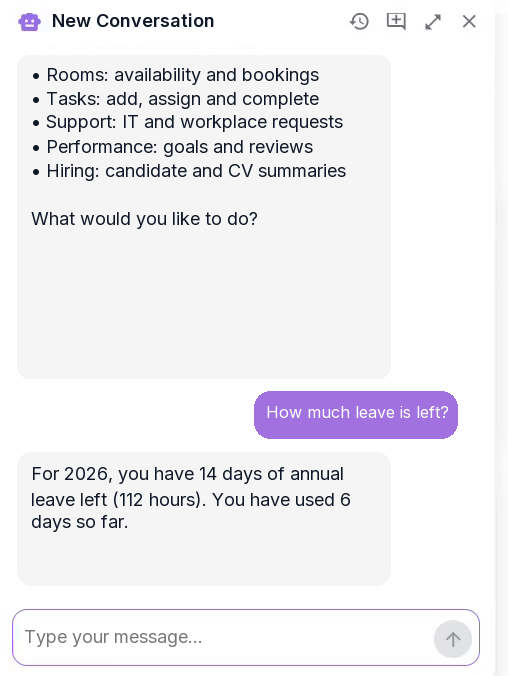 New Conversation
• Rooms: availability and bookings
• Tasks: add, assign and complete
• Support: IT and workplace requests
• Performance: goals and reviews
• Hiring: candidate and CV summaries
What would you like to do?
How much leave is left?
For 2026, you have 14 days of annual
leave left (112 hours). You have used 6
days so far.
Type your message...